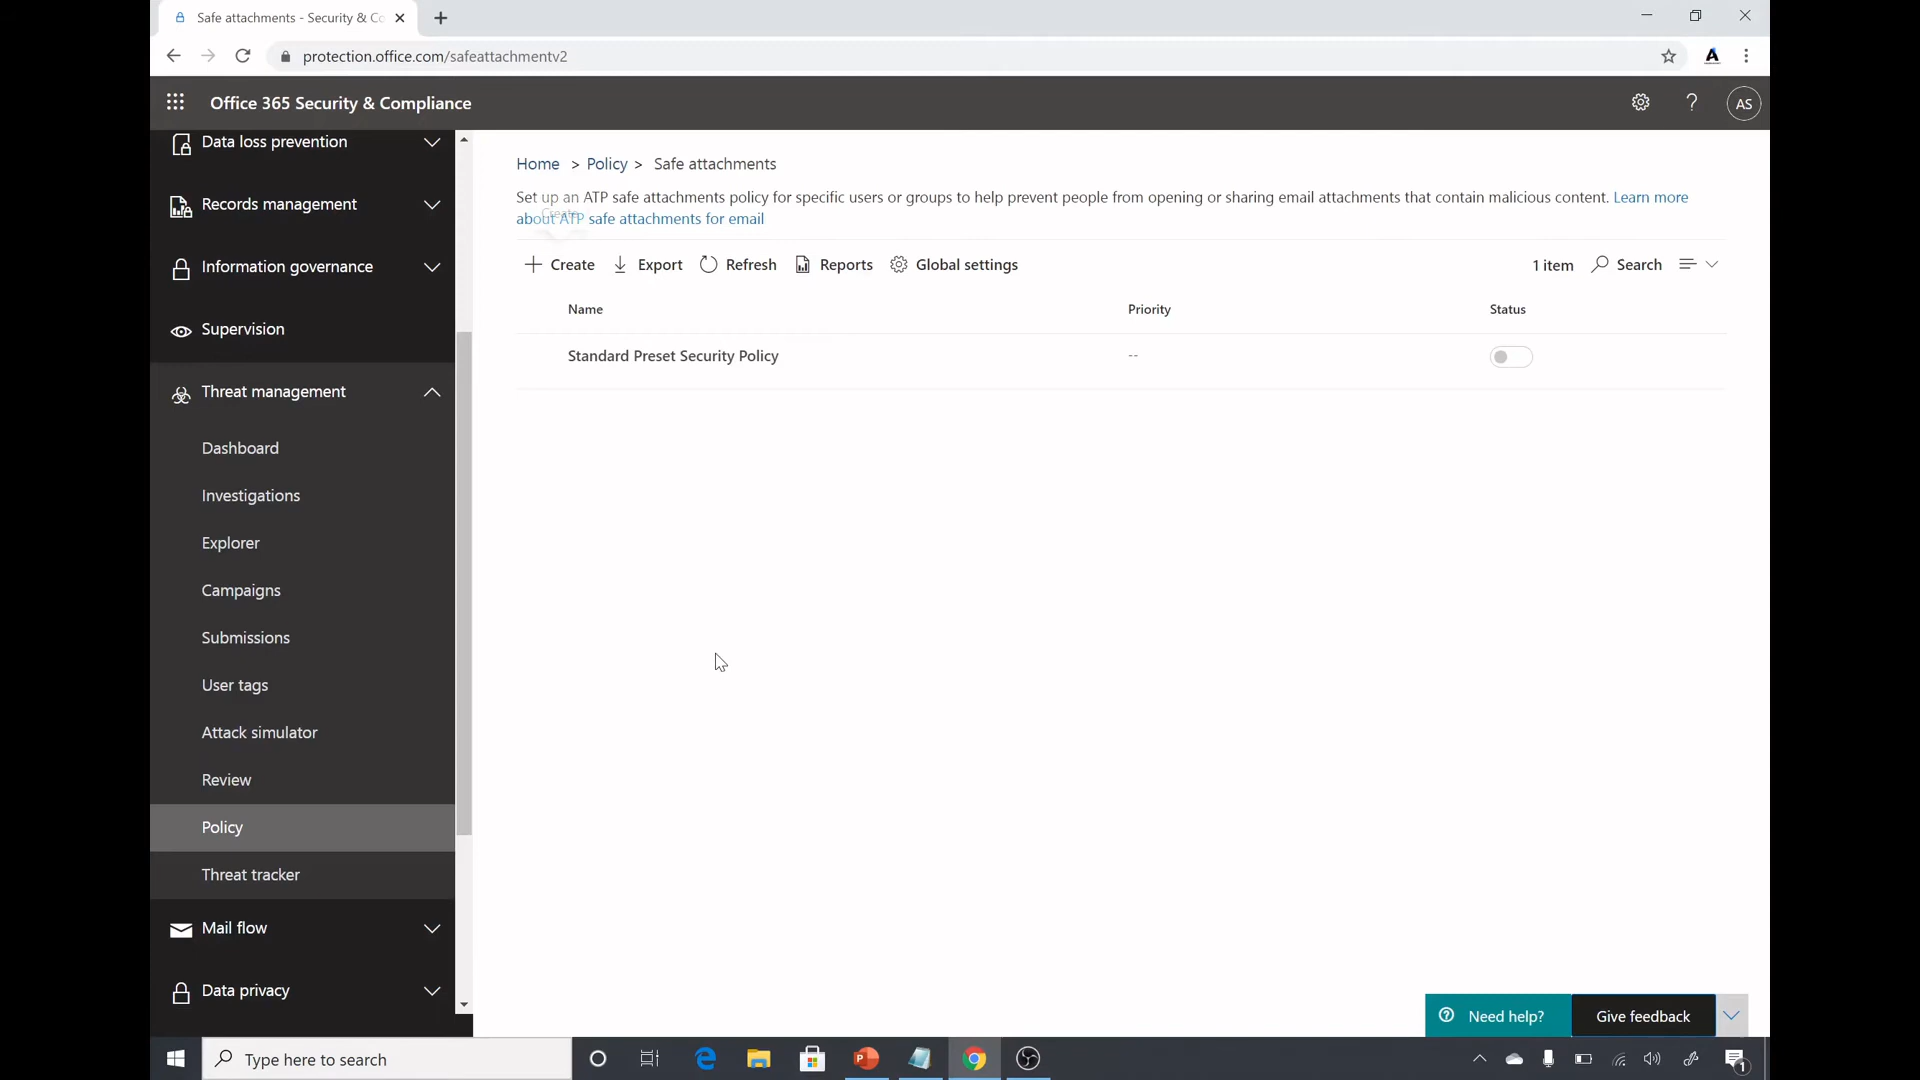 Safe attachments - Security & Co
protection.office.com/safeattachmentv2
Office 365 Security & Compliance
AS
Data loss prevention
Records management
Information governance
Supervision
Threat management
Dashboard
Investigations
Explorer
Campaigns
Submissions
User tags
Attack simulator
Review
Policy
Threat tracker
Mail flow
Data privacy
Home > Policy > Safe attachments
Set up an ATP safe attachments policy for specific users or groups to help prevent people from opening or sharing email attachments that contain malicious content. Learn more
about ATP safe attachments for email
Create
Create Export Refresh Reports Global settings 1 item Search
Name Priority Status
Standard Preset Security Policy --
Need help? Give feedback
Type here to search
1